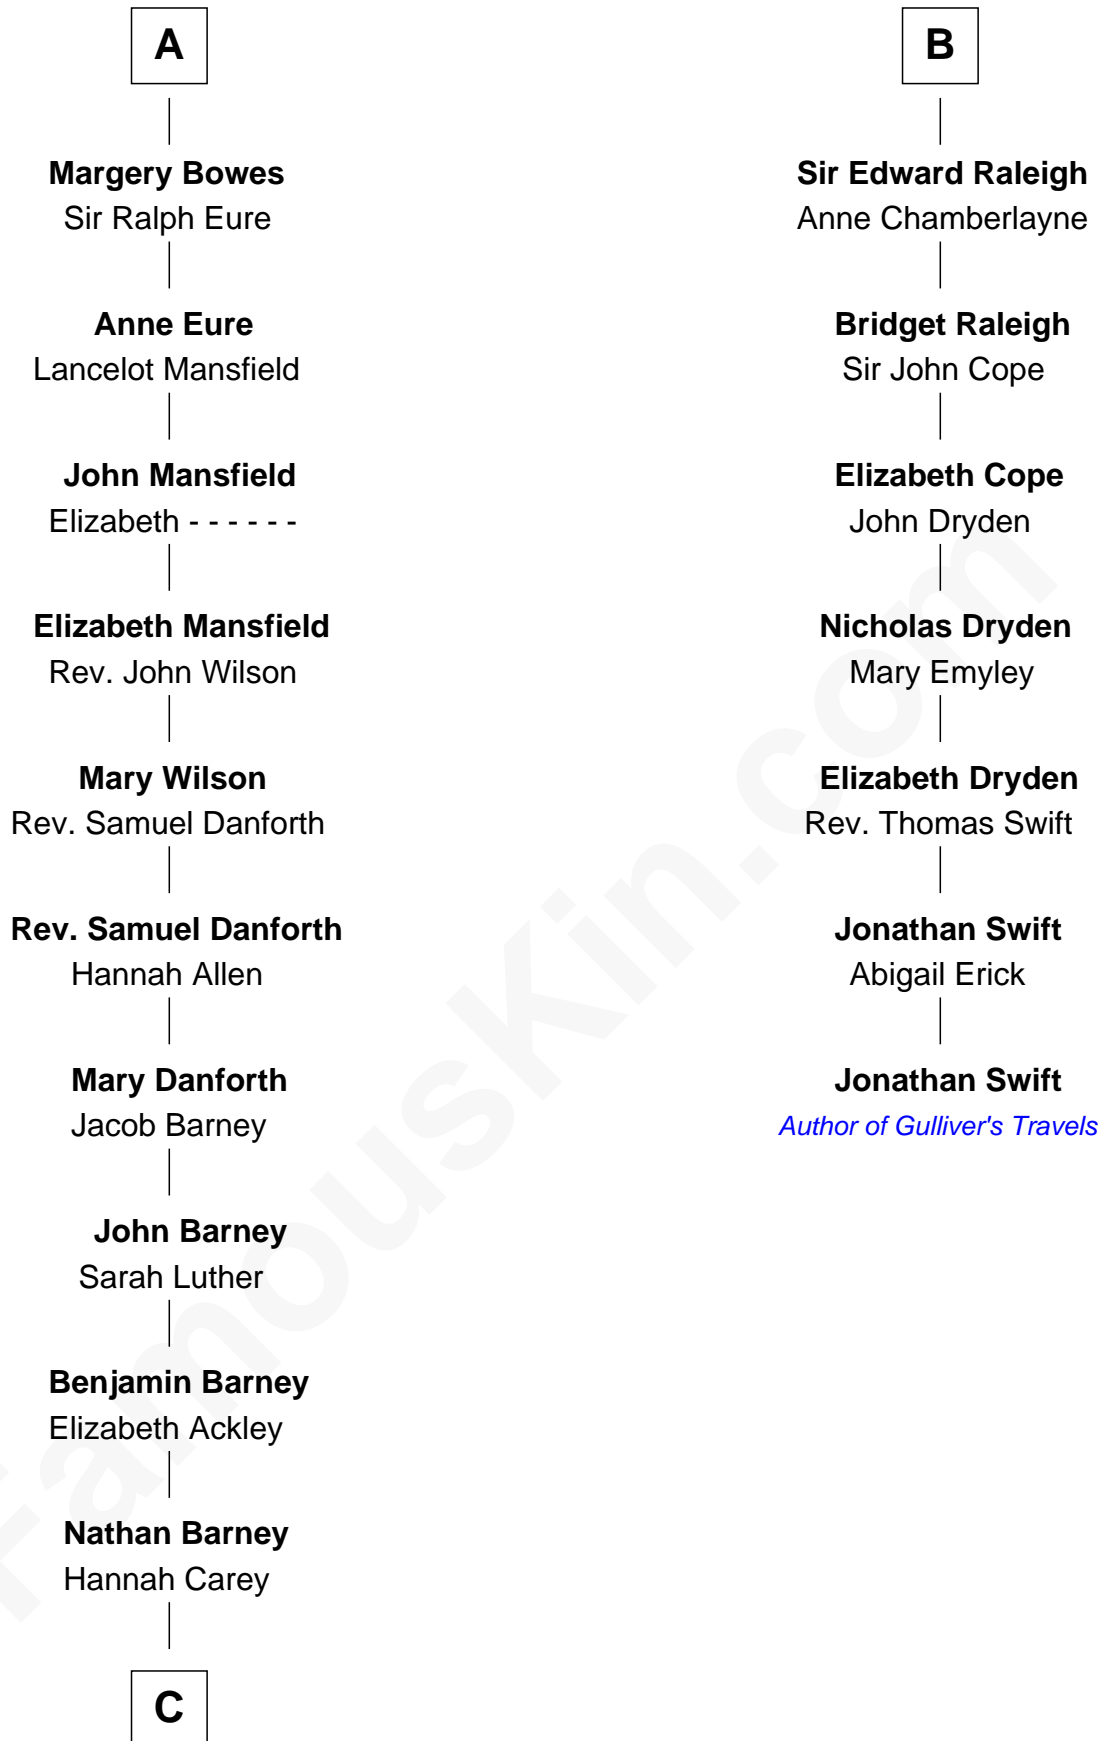 A
Margery Bowes
Sir Ralph Eure
Anne Eure
Lancelot Mansfield
John Mansfield
Elizabeth - - - - - -
Elizabeth Mansfield
Rev. John Wilson
Mary Wilson
Rev. Samuel Danforth
Rev. Samuel Danforth
Hannah Allen
Mary Danforth
Jacob Barney
John Barney
Sarah Luther
Benjamin Barney
Elizabeth Ackley
Nathan Barney
Hannah Carey
C
B
Sir Edward Raleigh
Anne Chamberlayne
Bridget Raleigh
Sir John Cope
Elizabeth Cope
John Dryden
Nicholas Dryden
Mary Emyley
Elizabeth Dryden
Rev. Thomas Swift
Jonathan Swift
Abigail Erick
Jonathan Swift
Author of Gulliver's Travels
FamousKin.com